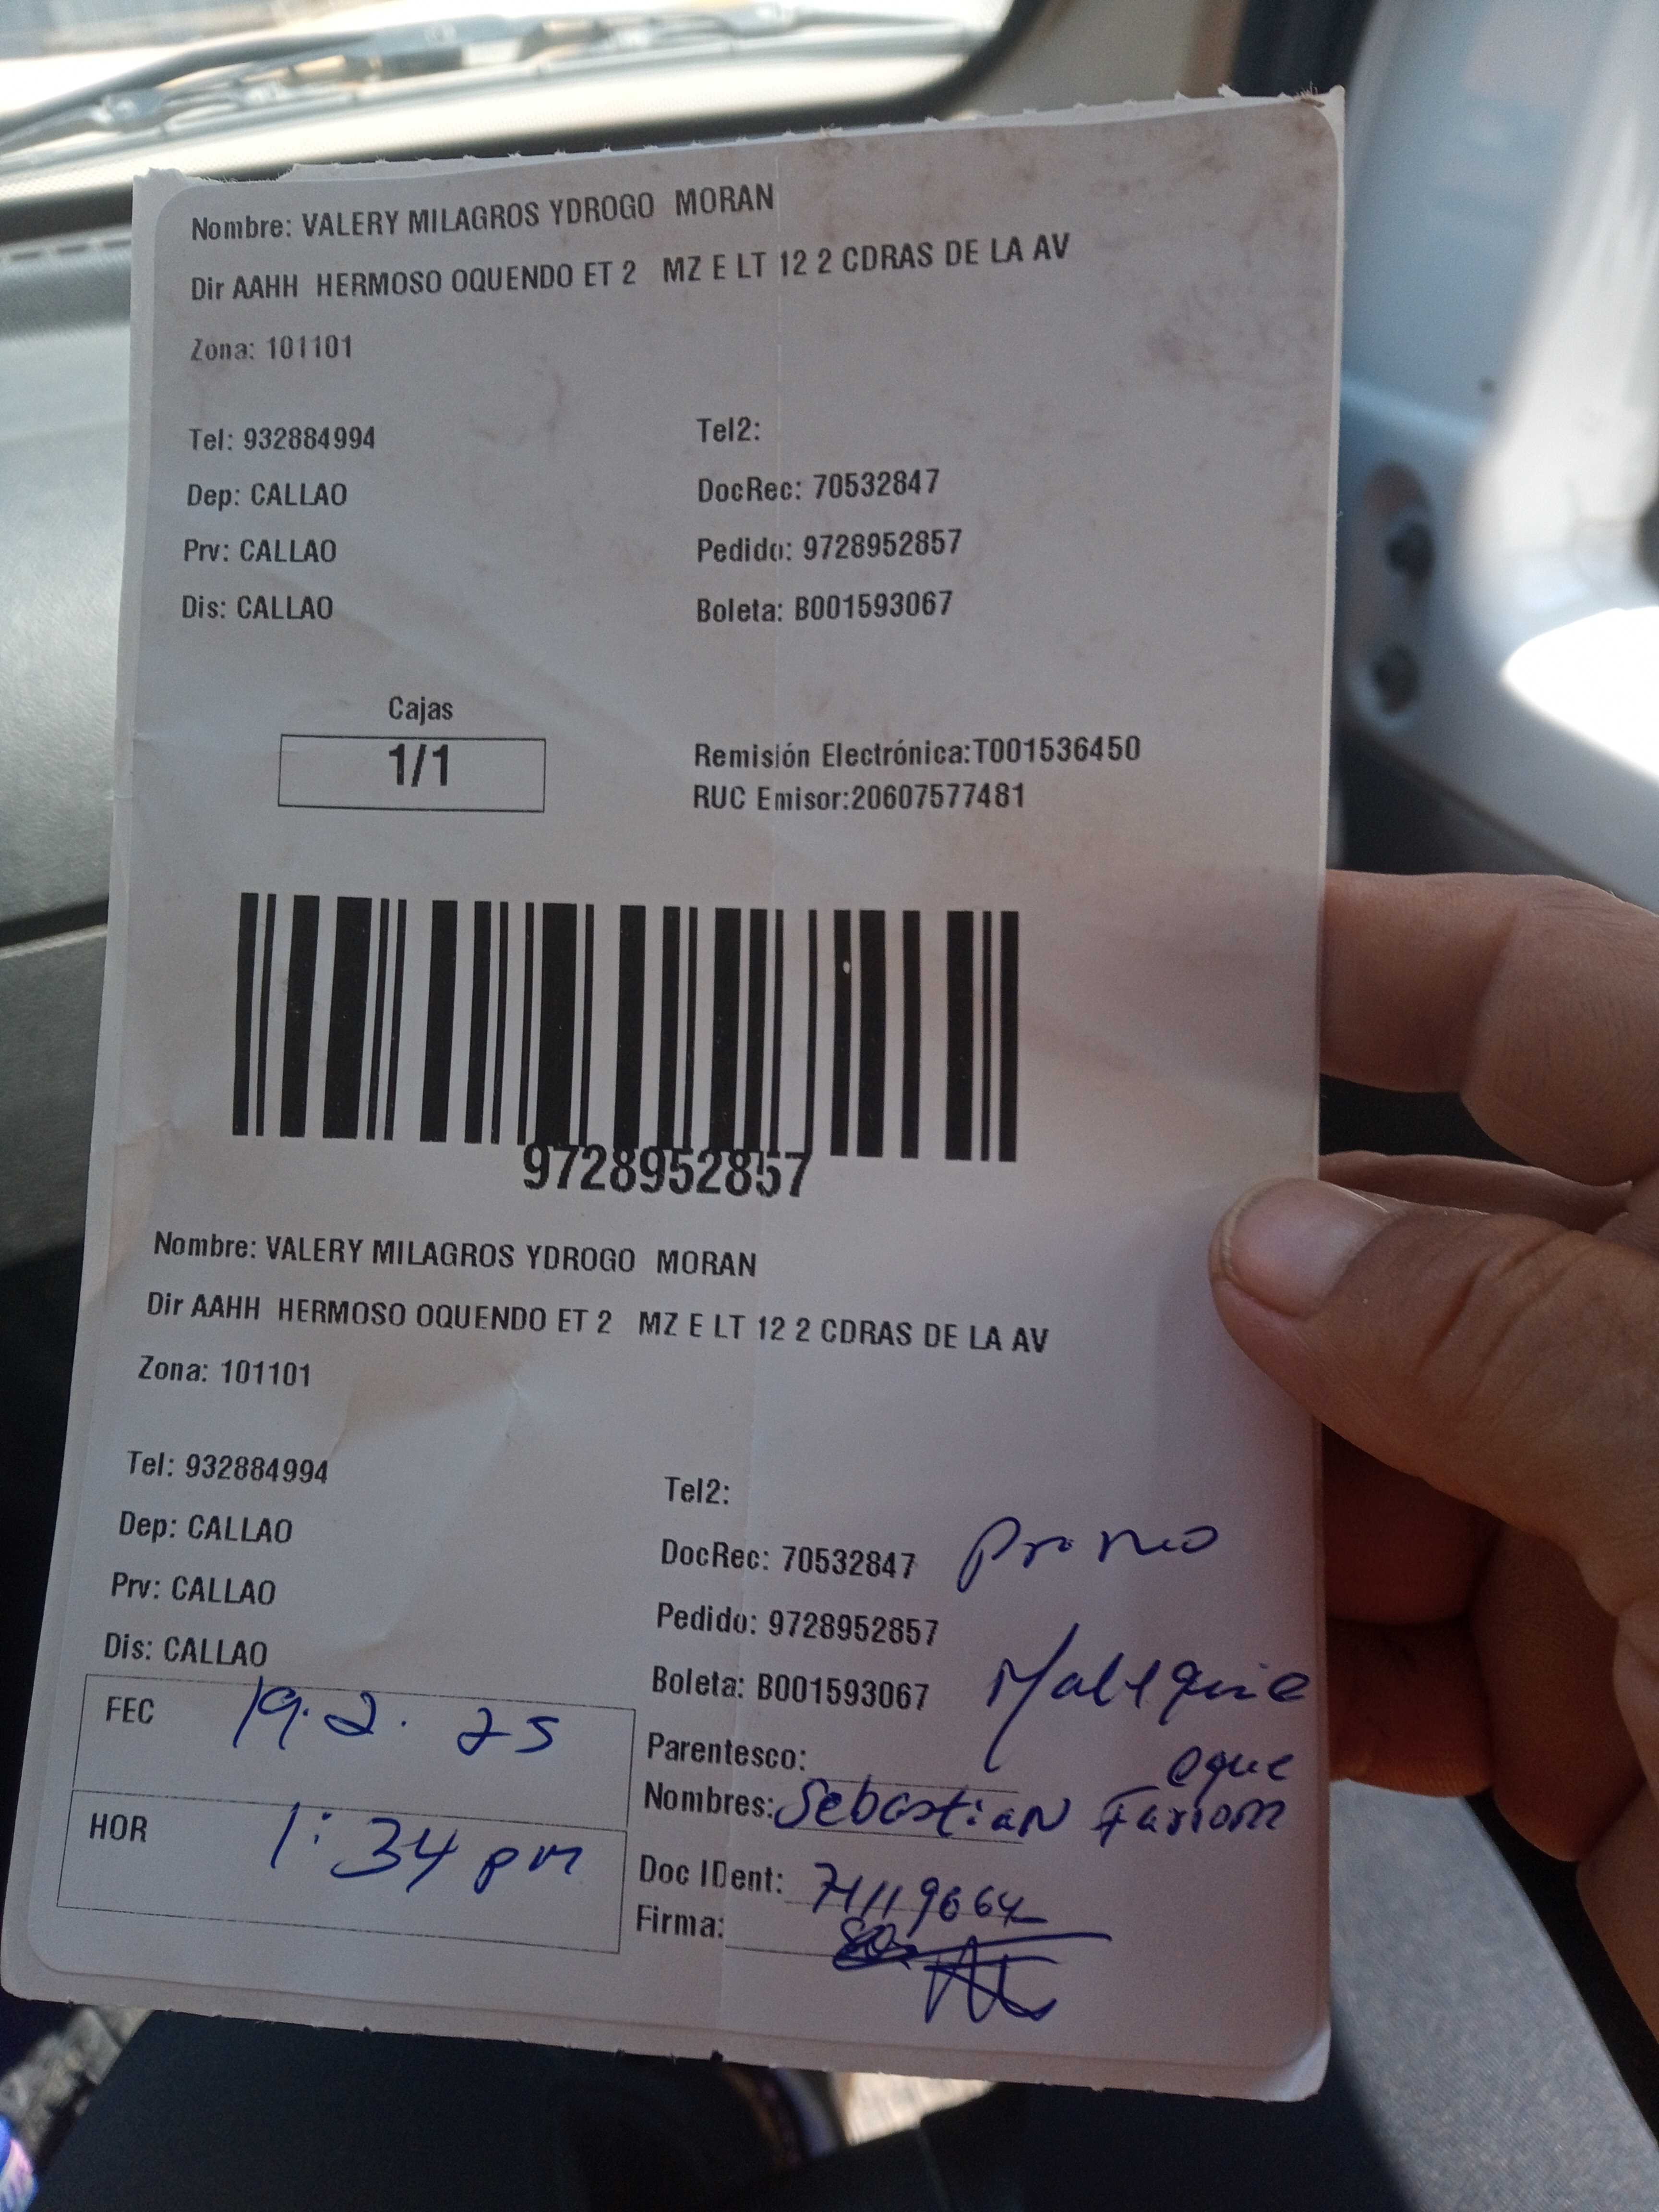 Nombre: VALERY MILAGROS YDROGO MORAN
Dir AAHH HERMOSO OQUENDO ET 2 MZ E LT 12 2 CDRAS DE LA AV
Zona: 101101
Tel: 932884994 Tel2:
Dep: CALLAO DocRec: 70532847
Prv: CALLAO Pedido: 9728952857
Dis: CALLAO Boleta: B001593067
Cajas
1/1
Remisión Electrónica:T001536450
RUC Emisor:20607577481
9728952857
Nombre: VALERY MILAGROS YDROGO MORAN
Dir AAHH HERMOSO OQUENDO ET 2 MZ E LT 12 2 CDRAS DE LA AV
Zona: 101101
Tel: 932884994 Tel2:
Dep: CALLAO DocRec: 70532847
Prv: CALLAO Pedido: 9728952857
Dis: CALLAO Boleta: B001593067
FEC 19.2.25 Parentesco:
Nombres: Sebastian
HOR 1:34 pm Doc IDent: 71119664
Firma: